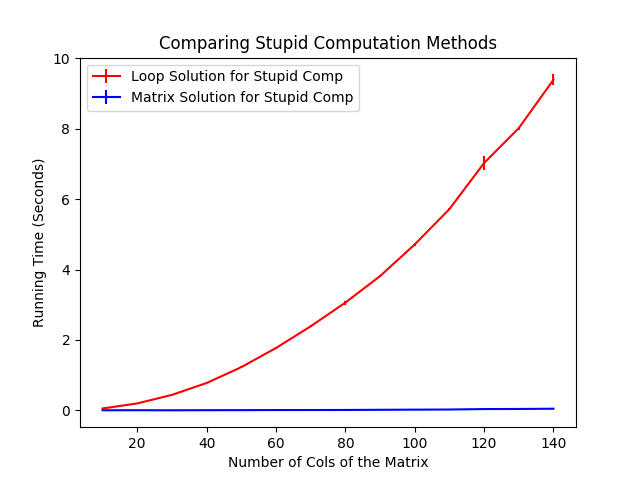 Comparing Stupid Computation Methods
Loop Solution for Stupid Comp
Matrix Solution for Stupid Comp
Running Time (Seconds)
10
8
6
4
2
0
20 40 60 80 100 120 140
Number of Cols of the Matrix